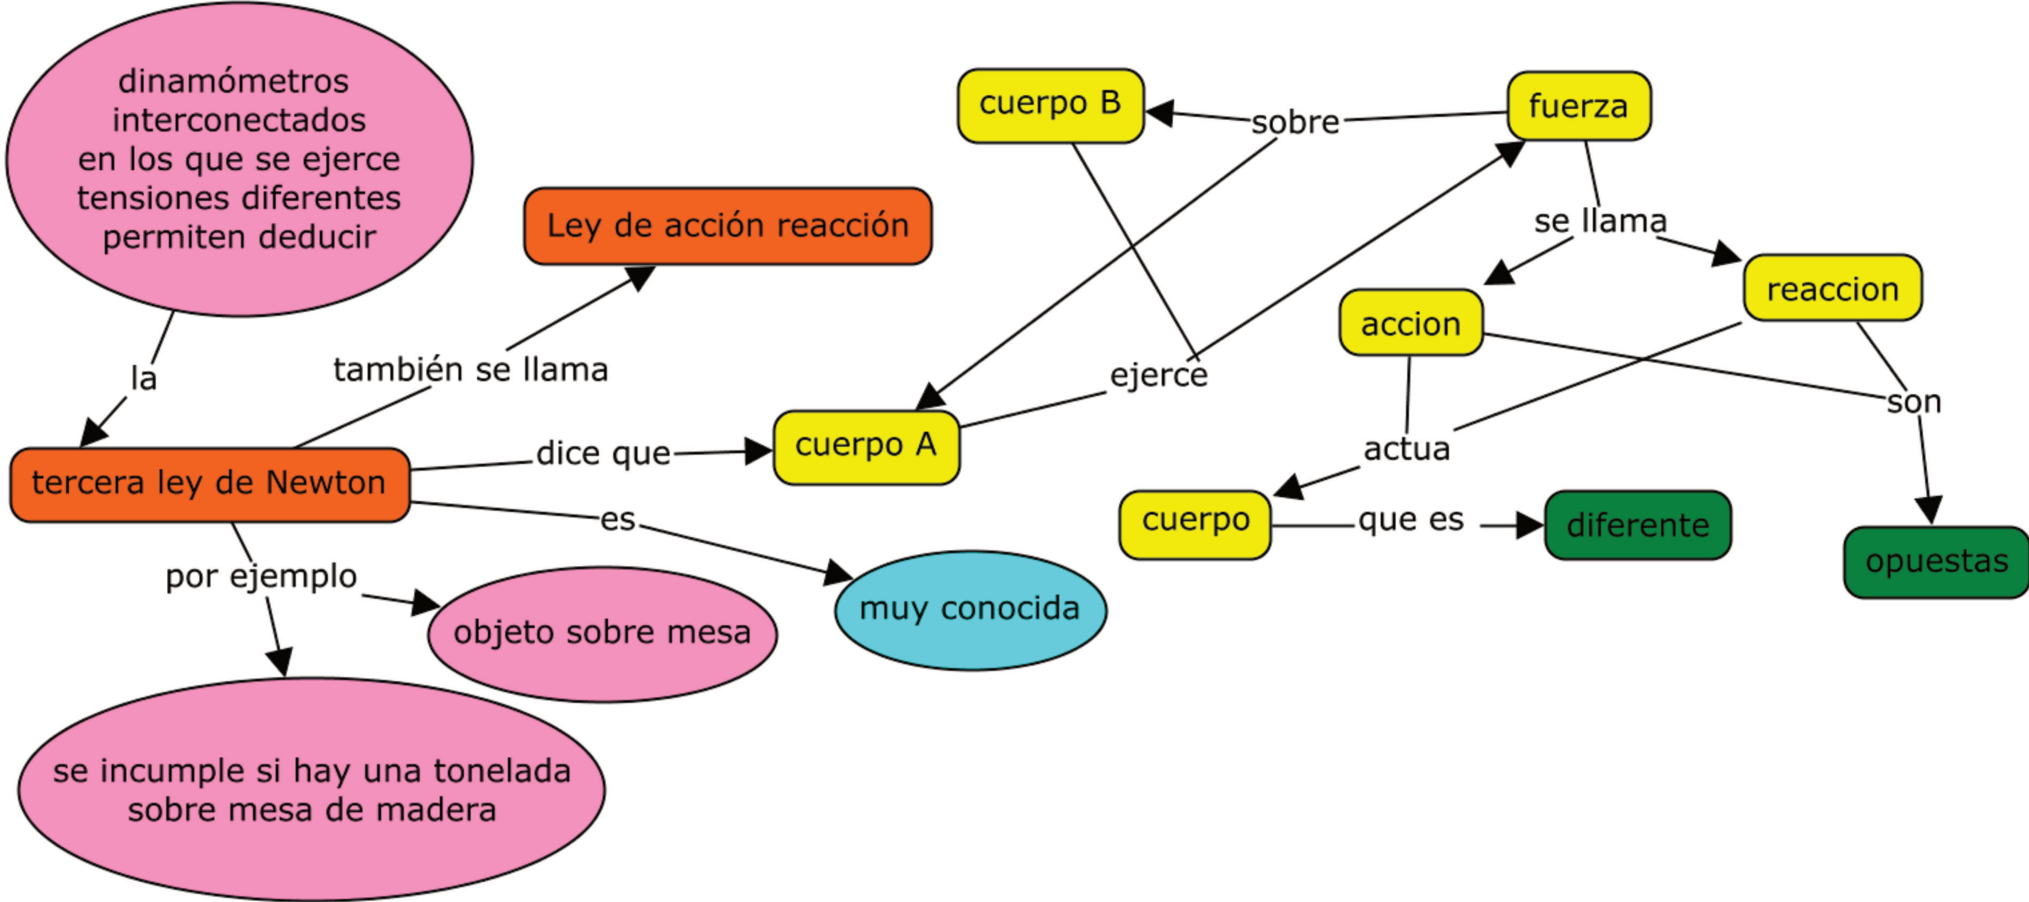 dinamómetros
interconectados
en los que se ejerce
tensiones diferentes
permiten deducir
la
Ley de acción reacción
también se llama
tercera ley de Newton
dice que
es
por ejemplo
objeto sobre mesa
muy conocida
se incumple si hay una tonelada
sobre mesa de madera
cuerpo B
sobre
fuerza
se llama
reaccion
accion
ejerce
cuerpo A
actua
son
cuerpo
que es
diferente
opuestas